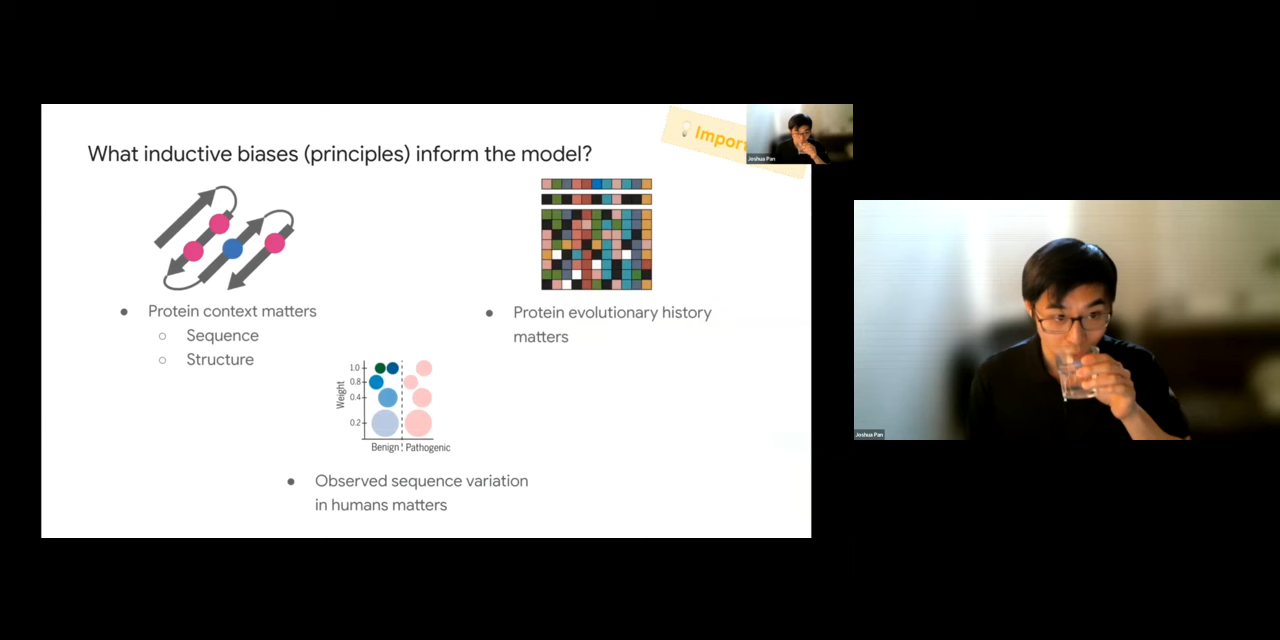 Impor
Joshua Pan
What inductive biases (principles) inform the model?
● Protein context matters
○ Sequence
○ Structure
● Protein evolutionary history
matters
Weight
1.0
0.8
0.4
0.2
Benign Pathogenic
● Observed sequence variation
in humans matters
Joshua Pan